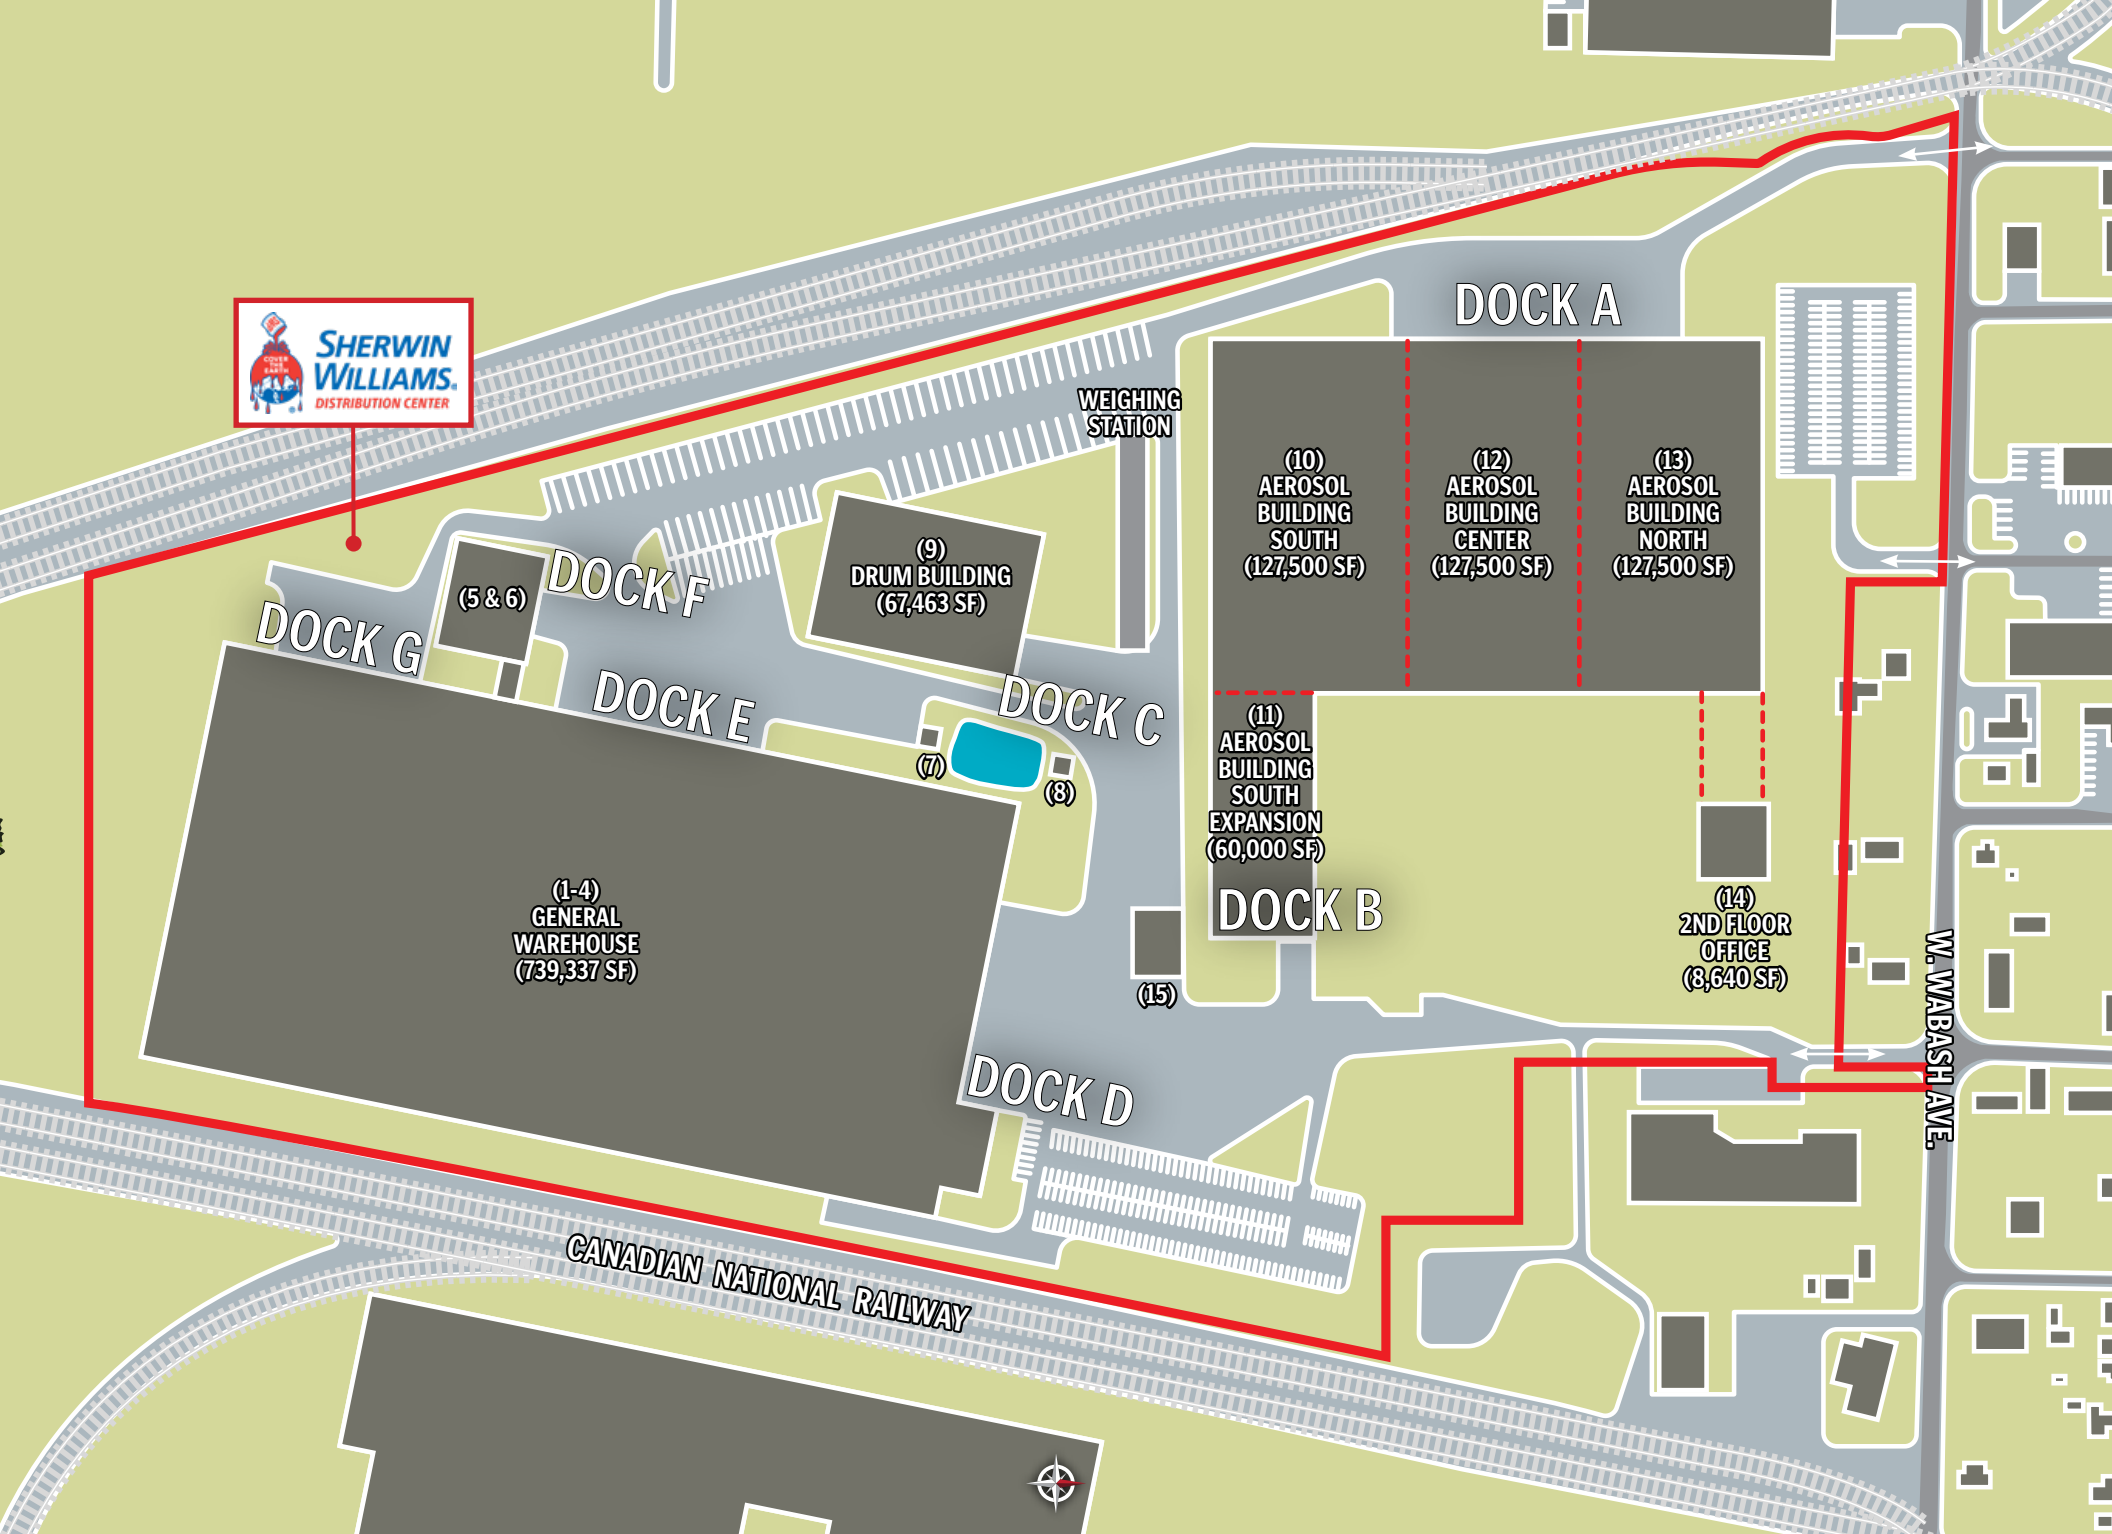 DOCK A
COVER
THE
EARTH
SHERWIN
WILLIAMS®
DISTRIBUTION CENTER
WEIGHING
STATION
(10)
AEROSOL
BUILDING
SOUTH
(127,500 SF)
(12)
AEROSOL
BUILDING
CENTER
(127,500 SF)
(13)
AEROSOL
BUILDING
NORTH
(127,500 SF)
(9)
DRUM BUILDING
(67,463 SF)
DOCK F
(5 & 6)
DOCK G
DOCK E
DOCK C
(7)
(8)
(11)
AEROSOL
BUILDING
SOUTH
EXPANSION
(60,000 SF)
DOCK B
(1-4)
GENERAL
WAREHOUSE
(739,337 SF)
(14)
2ND FLOOR
OFFICE
(8,640 SF)
(15)
W. WABASH AVE.
DOCK D
CANADIAN NATIONAL RAILWAY